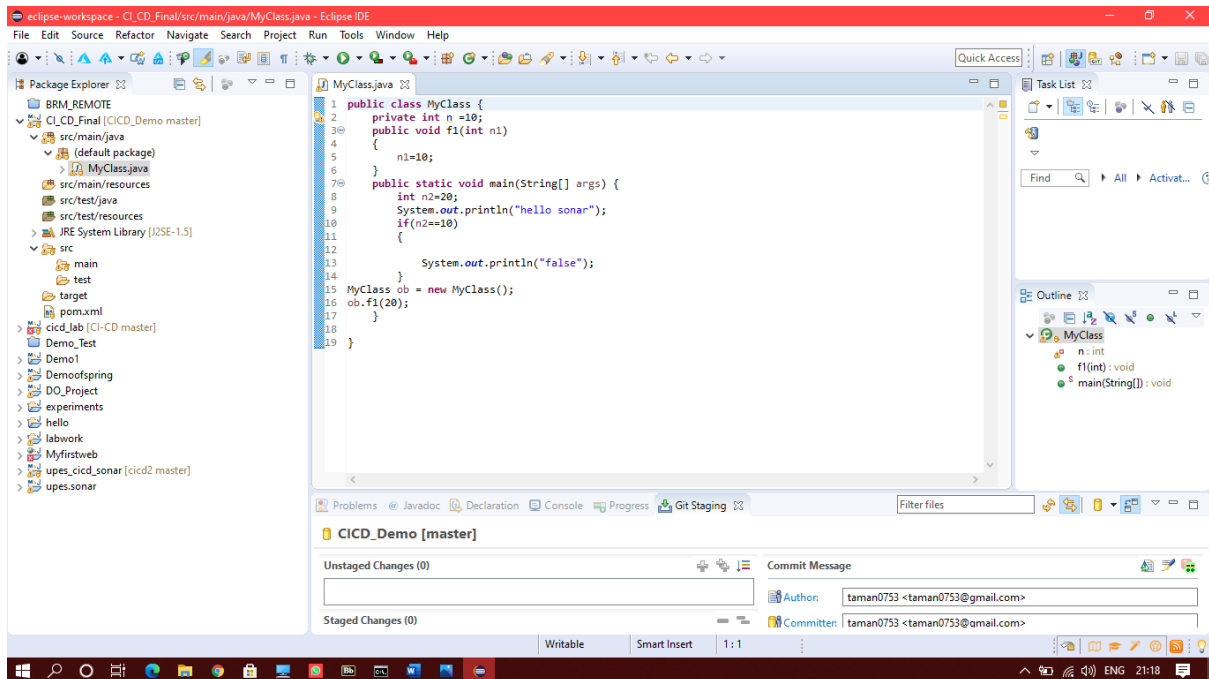 eclipse-workspace - CI_CD_Final/src/main/java/MyClass.java - Eclipse IDE
File Edit Source Refactor Navigate Search Project Run Tools Window Help
Quick Access
Package Explorer
BRM_REMOTE
CI_CD_Final [CICD_Demo master]
src/main/java
(default package)
MyClass.java
src/main/resources
src/test/java
src/test/resources
JRE System Library [J2SE-1.5]
src
main
test
target
pom.xml
cicd_lab [CI-CD master]
Demo_Test
Demo1
Demoofspring
DO_Project
experiments
hello
labwork
Myfirstweb
upes_cicd_sonar [cicd2 master]
upes.sonar
MyClass.java
1 public class MyClass {
2 private int n =10;
3 public void f1(int n1)
4 {
5 n1=10;
6 }
7 public static void main(String[] args) {
8 int n2=20;
9 System.out.println("hello sonar");
10 if(n2==10)
11 {
12
13 System.out.println("false");
14 }
15 MyClass ob = new MyClass();
16 ob.f1(20);
17 }
18
19 }
Task List
Find All Activat...
Outline
MyClass
n : int
f1(int) : void
main(String[]) : void
Problems Javadoc Declaration Console Progress Git Staging
Filter files
CICD_Demo [master]
Unstaged Changes (0)
Staged Changes (0)
Commit Message
Author: taman0753 <taman0753@gmail.com>
Committer: taman0753 <taman0753@gmail.com>
Writable Smart Insert 1 : 1
ENG 21:18